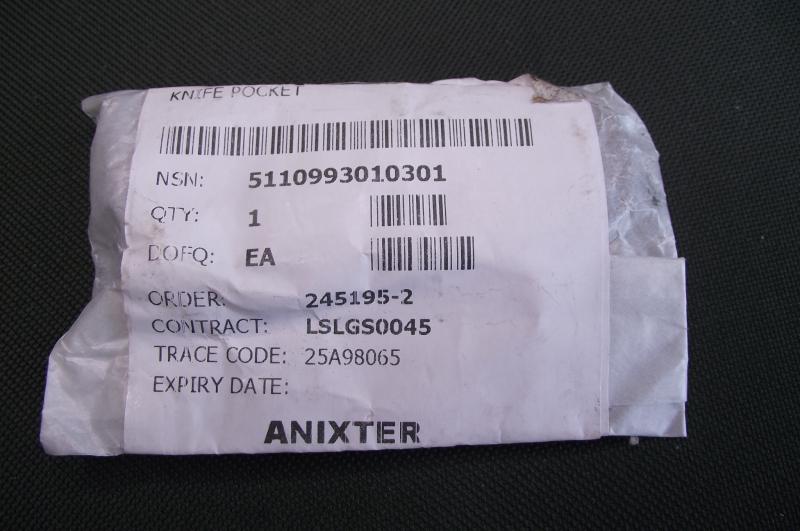 KNIFE POCKET
NSN: 5110993010301
QTY: 1
DOFQ: EA
ORDER: 245195-2
CONTRACT: LSLGS0045
TRACE CODE: 25A98065
EXPIRY DATE:
ANIXTER